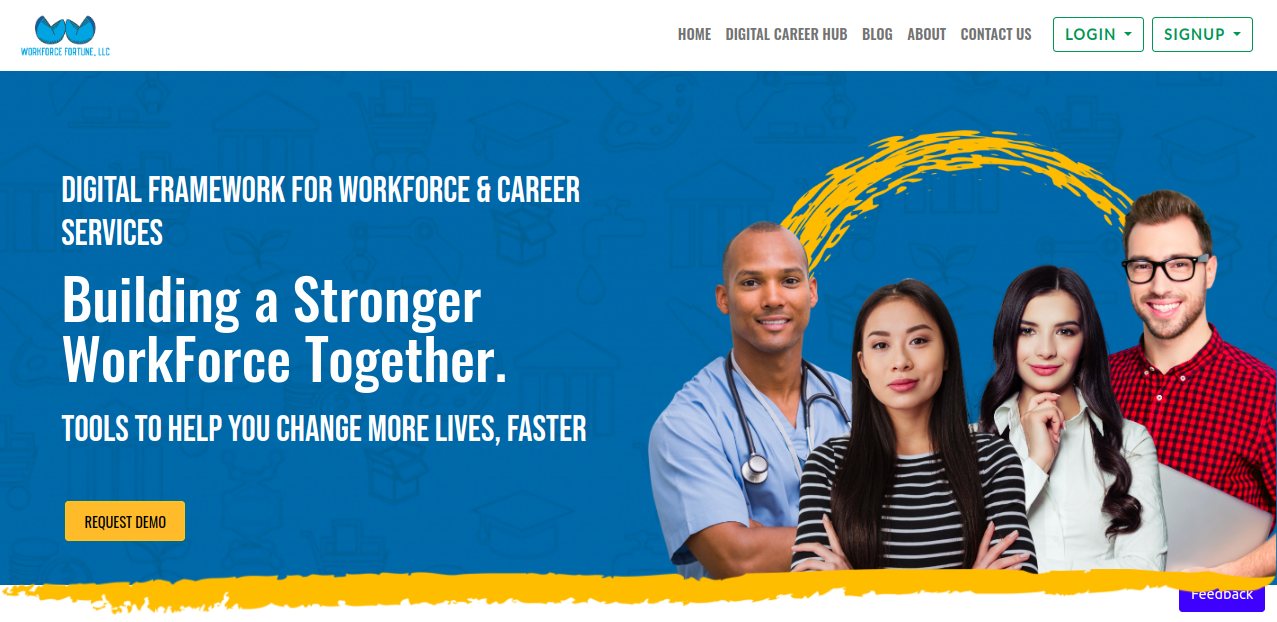 WORKFORCE FORTUNE, LLC
HOME DIGITAL CAREER HUB BLOG ABOUT CONTACT US LOGIN SIGNUP
DIGITAL FRAMEWORK FOR WORKFORCE & CAREER
SERVICES
Building a Stronger
WorkForce Together.
TOOLS TO HELP YOU CHANGE MORE LIVES, FASTER
REQUEST DEMO
Feedback